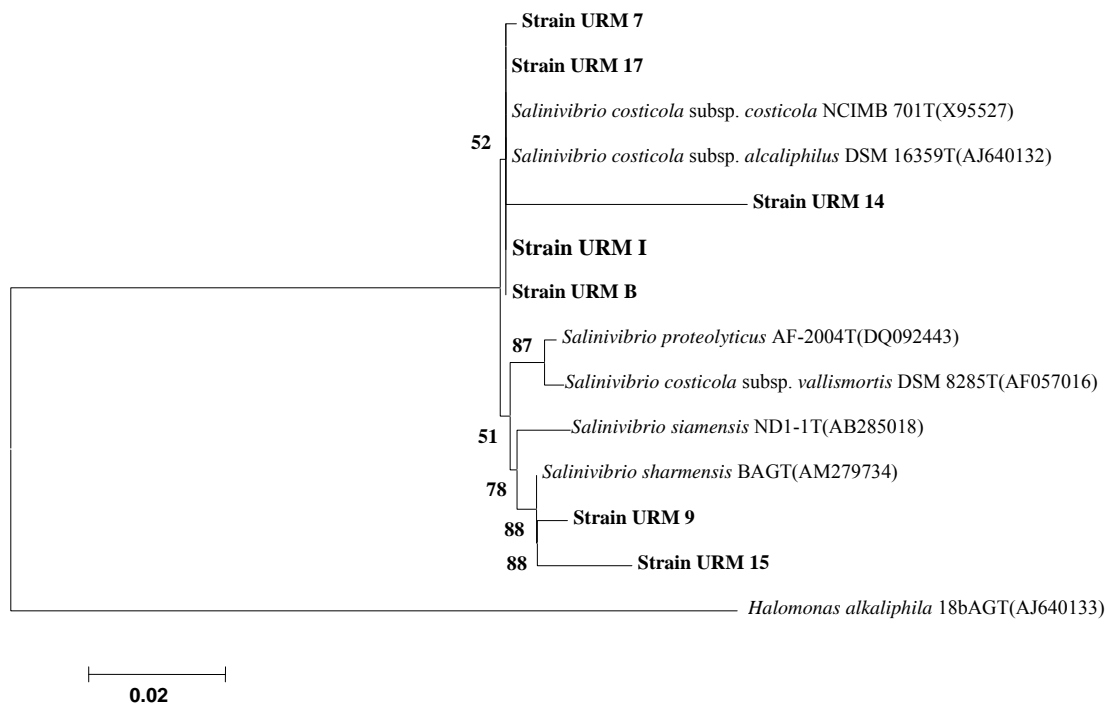 Strain URM 7
Strain URM 17
Salinivibrio costicola subsp. costicola NCIMB 701T(X95527)
52
Salinivibrio costicola subsp. alcaliphilus DSM 16359T(AJ640132)
Strain URM 14
Strain URM I
Strain URM B
Salinivibrio proteolyticus AF-2004T(DQ092443)
87
Salinivibrio costicola subsp. vallismortis DSM 8285T(AF057016)
Salinivibrio siamensis ND1-1T(AB285018)
51
Salinivibrio sharmensis BAGT(AM279734)
78
Strain URM 9
88
Strain URM 15
88
Halomonas alkaliphila 18bAGT(AJ640133)
0.02